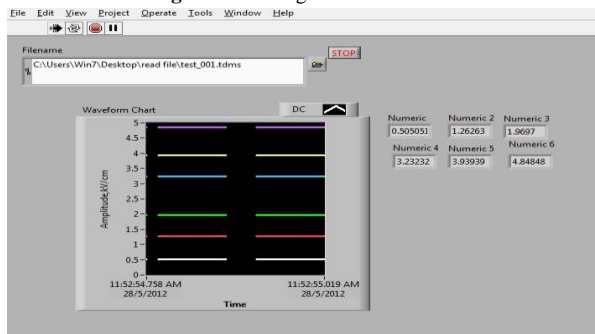 File Edit View Project Operate Tools Window Help
Filename
C:\Users\Win7\Desktop\read file\test_001.tdms
STOP
Waveform Chart
DC
5
4.5
4
3.5
3
2.5
2
1.5
1
0.5
0
Amplitude,kV/cm
11:52:54.758 AM 11:52:55.019 AM
28/5/2012 28/5/2012
Time
Numeric Numeric 2 Numeric 3
0.505051 1.26263 1.9697
Numeric 4 Numeric 5 Numeric 6
3.23232 3.93939 4.84848